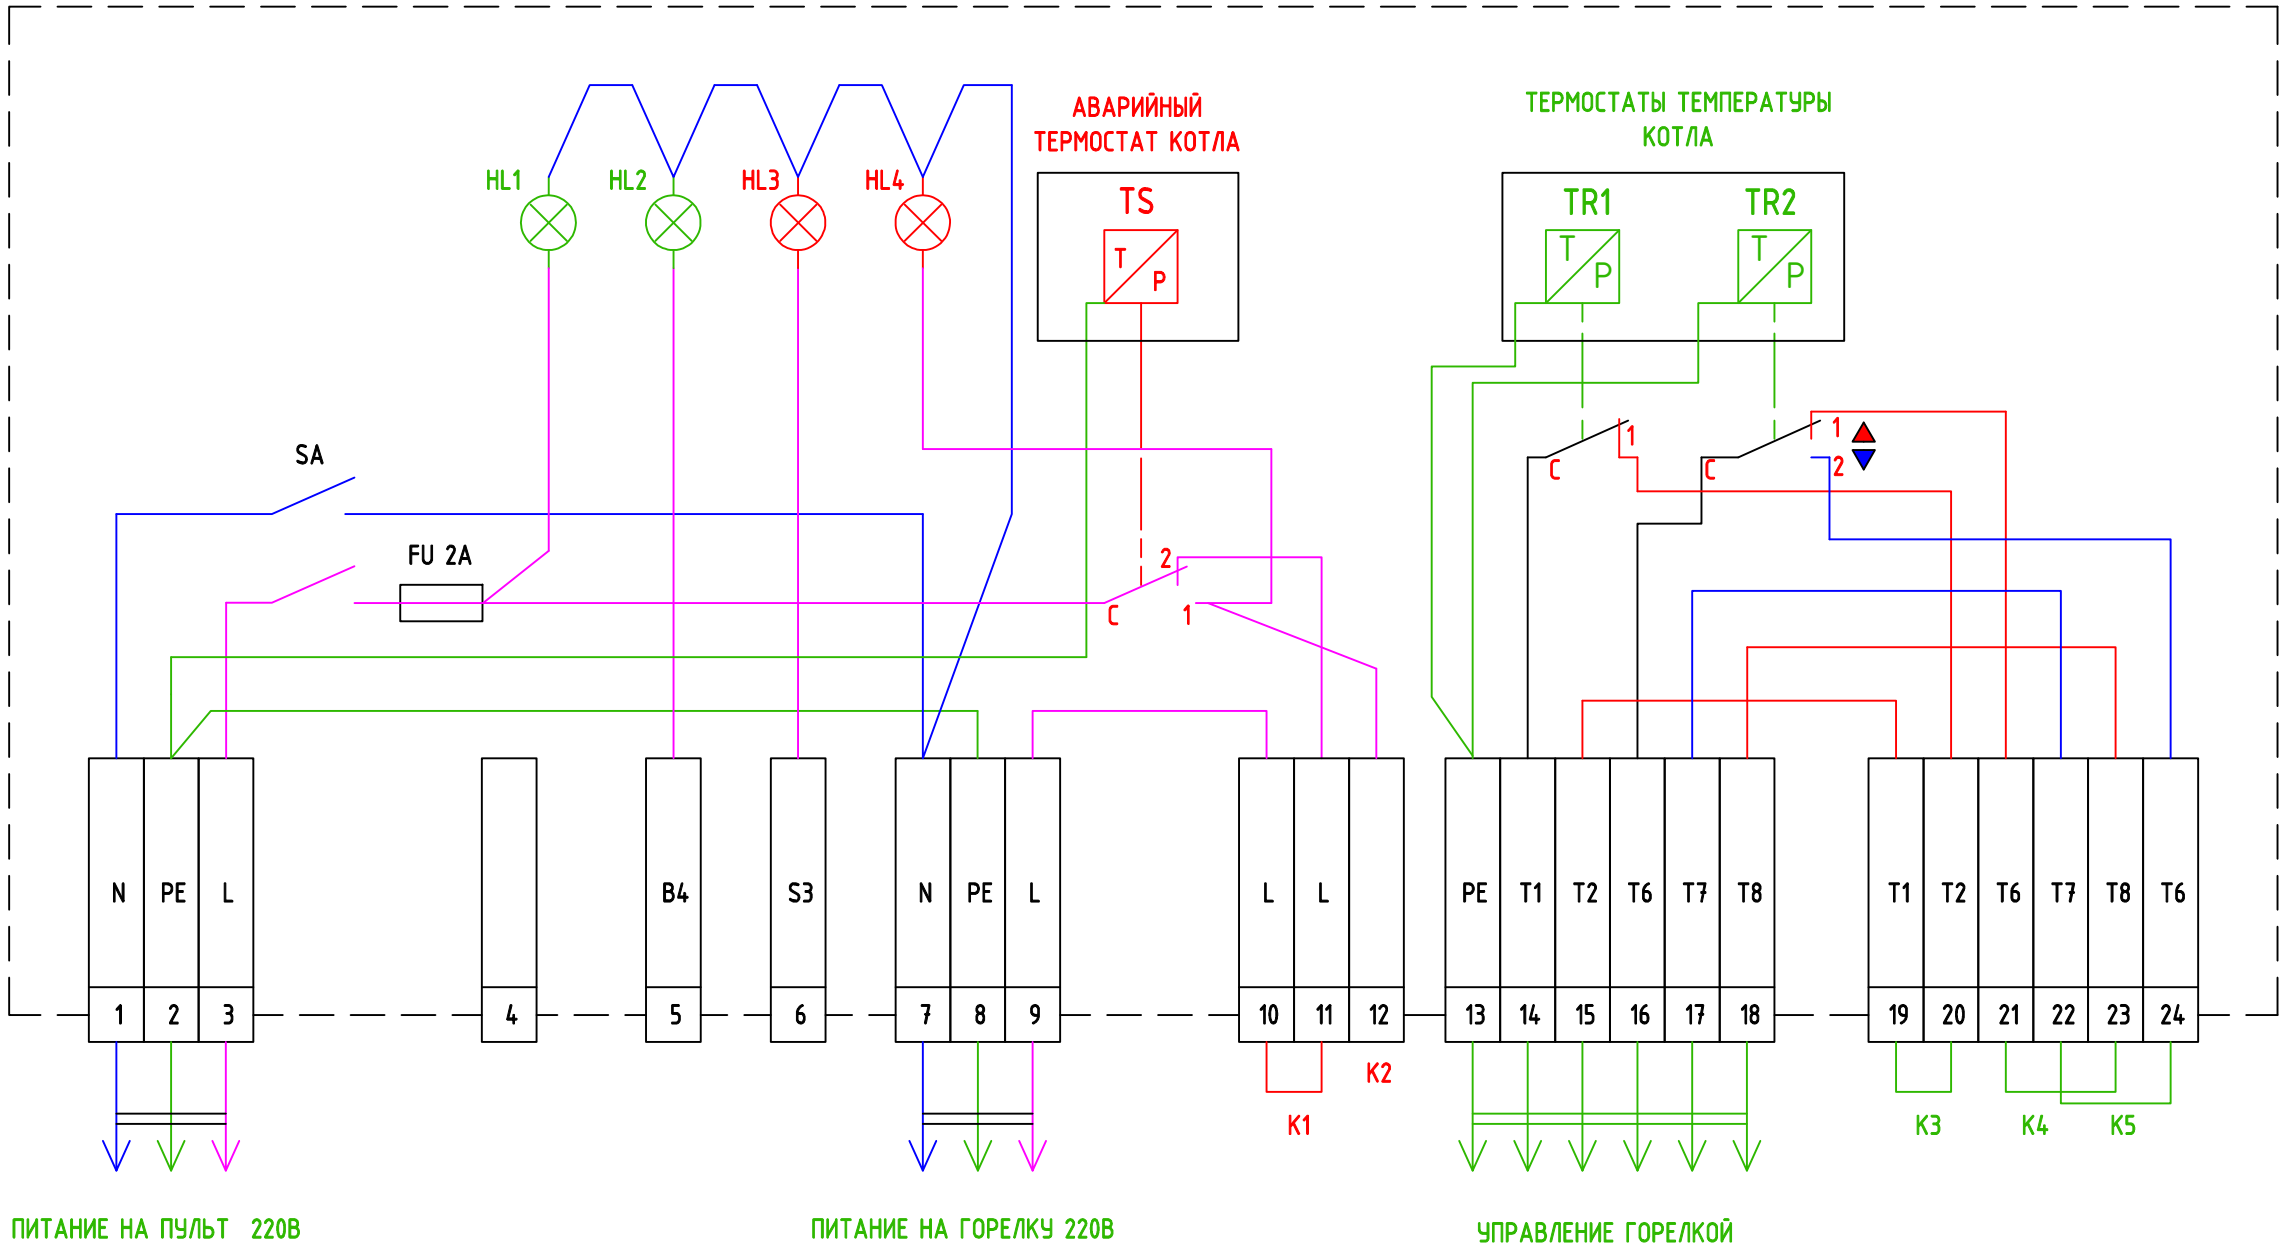 АВАРИЙНЫЙ
ТЕРМОСТАТ КОТЛА
ТЕРМОСТАТЫ ТЕМПЕРАТУРЫ
КОТЛА
HL1 HL2 HL3 HL4
TS TR1 TR2
T P T P T P
SA
FU 2A
1 1
C C 2
2
C 1
N PE L B4 S3 N PE L L L PE T1 T2 T6 T7 T8 T1 T2 T6 T7 T8 T6
1 2 3 4 5 6 7 8 9 10 11 12 13 14 15 16 17 18 19 20 21 22 23 24
K2
K1 K3 K4 K5
ПИТАНИЕ НА ПУЛЬТ 220В
ПИТАНИЕ НА ГОРЕЛКУ 220В
УПРАВЛЕНИЕ ГОРЕЛКОЙ